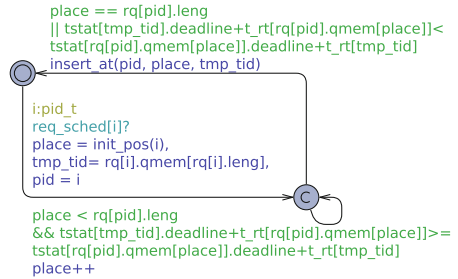 place == rq[pid].leng
|| tstat[tmp_tid].deadline+t_rt[rq[pid].qmem[place]]<
tstat[rq[pid].qmem[place]].deadline+t_rt[tmp_tid]
insert_at(pid, place, tmp_tid)
i:pid_t
req_sched[i]?
place = init_pos(i),
tmp_tid= rq[i].qmem[rq[i].leng],
pid = i
C
place < rq[pid].leng
&& tstat[tmp_tid].deadline+t_rt[rq[pid].qmem[place]]>=
tstat[rq[pid].qmem[place]].deadline+t_rt[tmp_tid]
place++